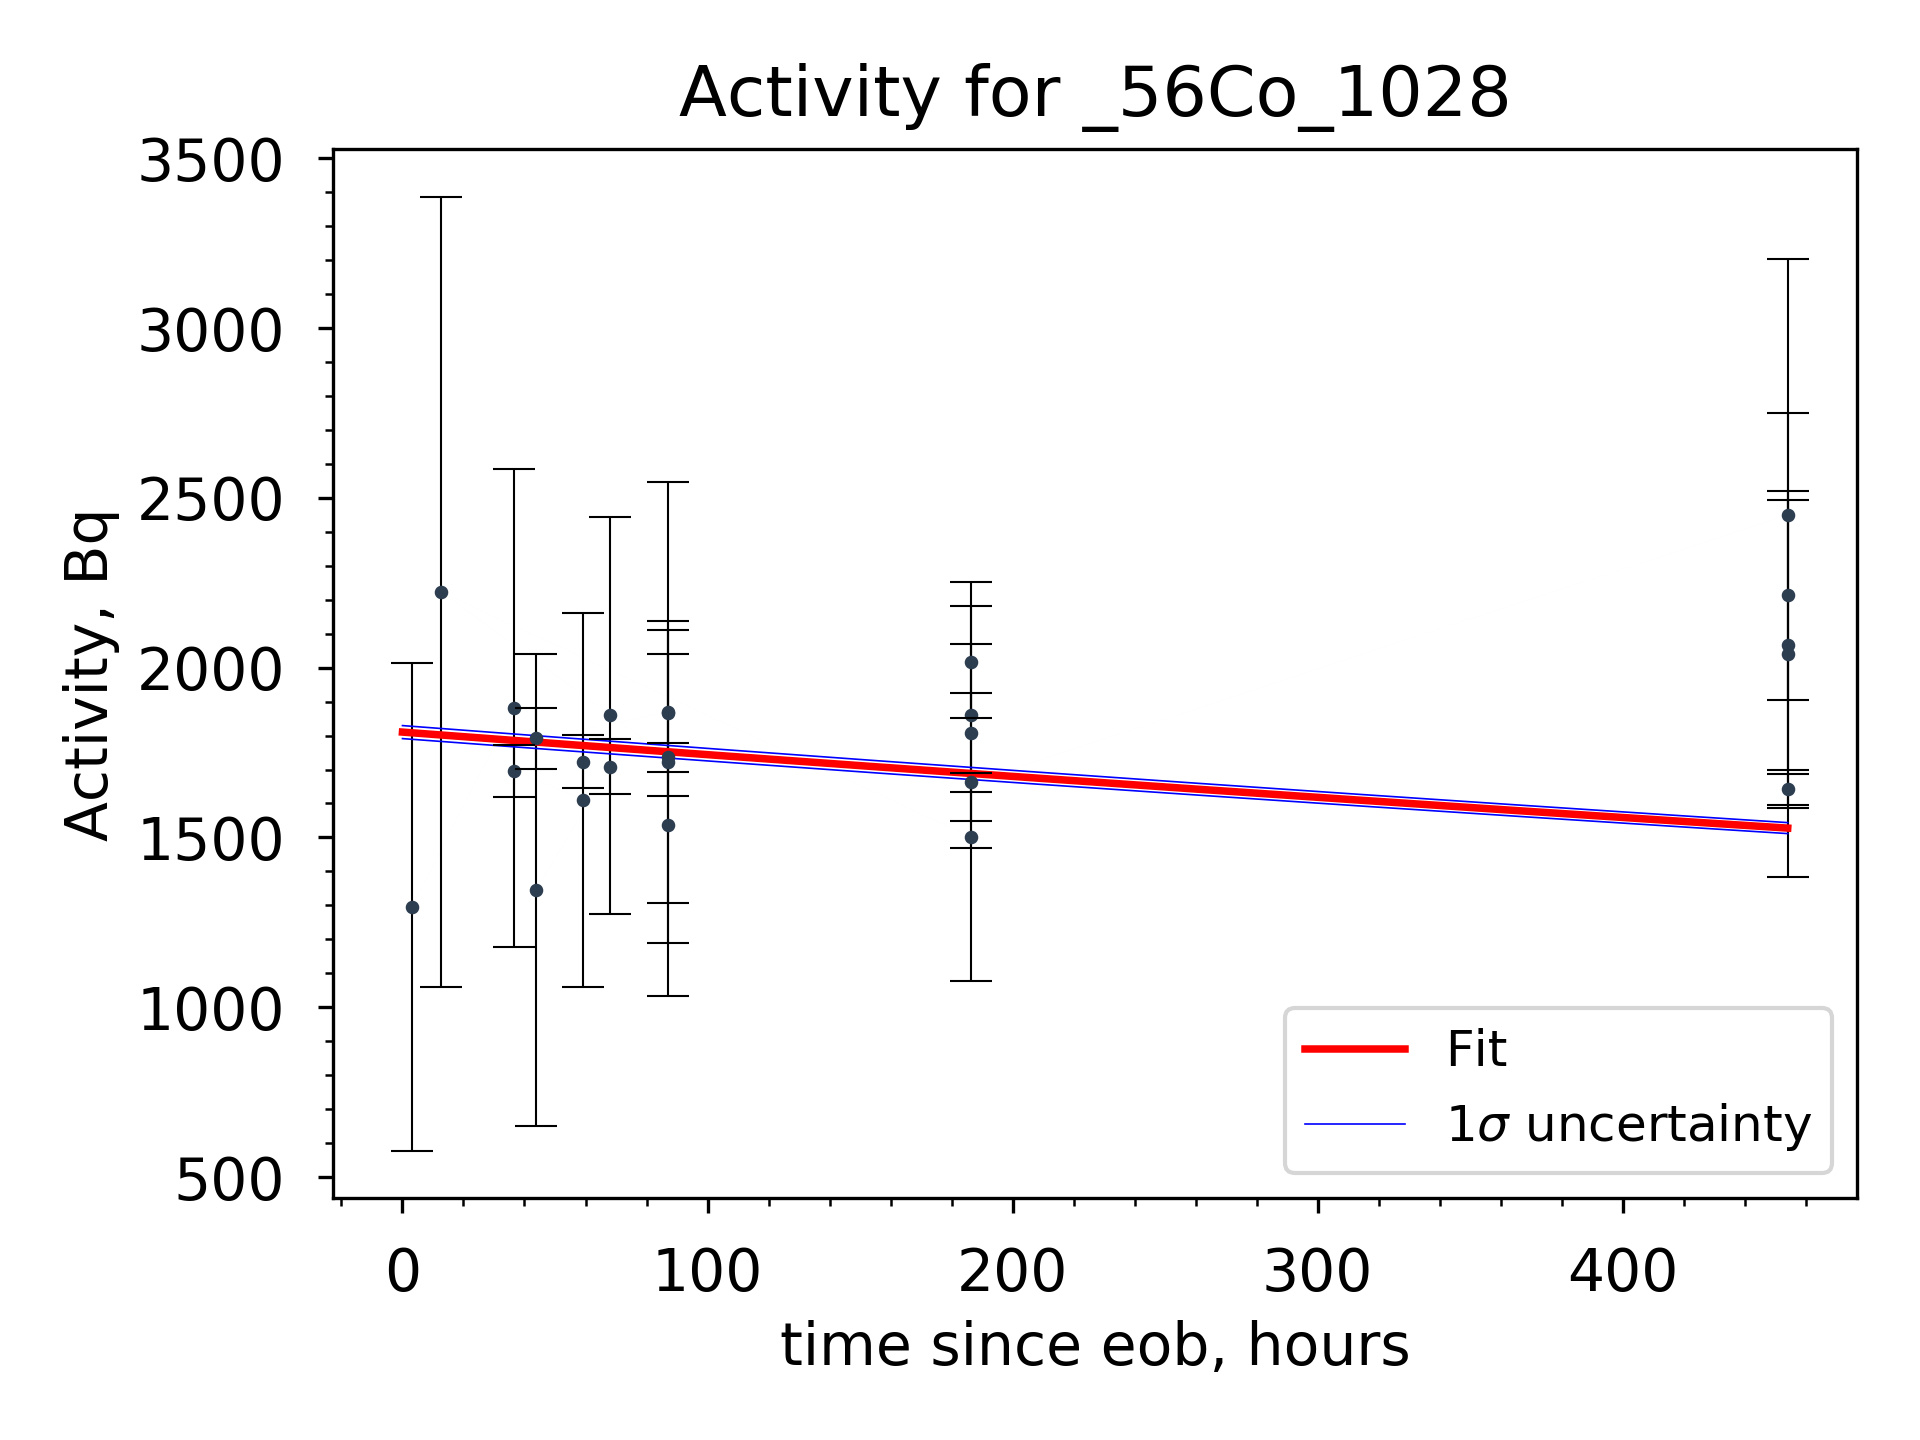 Activity for _56Co_1028
3500
3000
2500
2000
1500
1000
500
Activity, Bq
Fit
1σ uncertainty
0 100 200 300 400
time since eob, hours